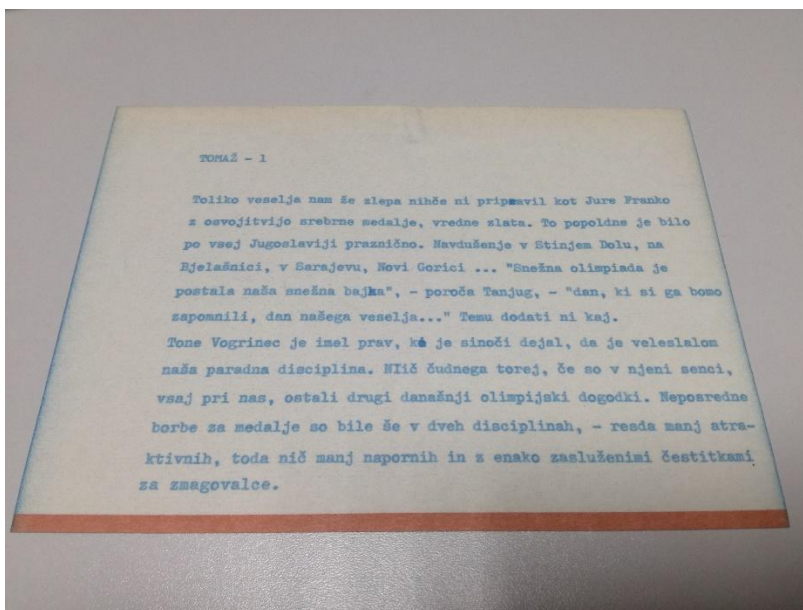 TOMAŽ - 1
Toliko veselja nam že zlepa nihče ni pripravil kot Jure Franko
z osvojitvijo srebrne medalje, vredne zlata. To popoldne je bilo
po vsej Jugoslaviji praznično. Navdušenje v Štinjem Dolu, na
Bjelašnici, v Sarajevu, Novi Gorici ... "Snežna olimpiada je
postala naša snežna bajka", - poroča Tanjug, - "dan, ki si ga bomo
zapomnili, dan našega veselja..." Temu dodati ni kaj.
Tone Vogrinec je imel prav, ko je sinoči dejal, da je veleslalom
naša paradna disciplina. NIič čudnega torej, če so v njeni senci,
vsaj pri nas, ostali drugi današnji olimpijski dogodki. Neposredne
borbe za medalje so bile še v dveh disciplinah, - resda manj atra-
ktivnih, toda nič manj napornih in z enako zasluženimi čestitkami
za zmagovalce.